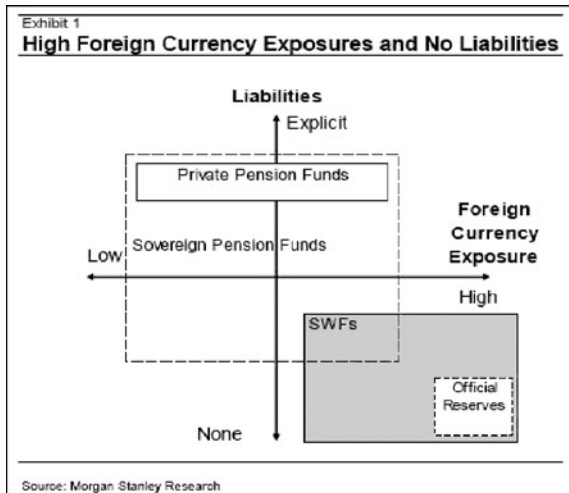 Exhibit 1
High Foreign Currency Exposures and No Liabilities
Liabilities
Explicit
Private Pension Funds
Foreign
Currency
Exposure
Sovereign Pension Funds
Low
High
SWFs
Official
Reserves
None
Source: Morgan Stanley Research